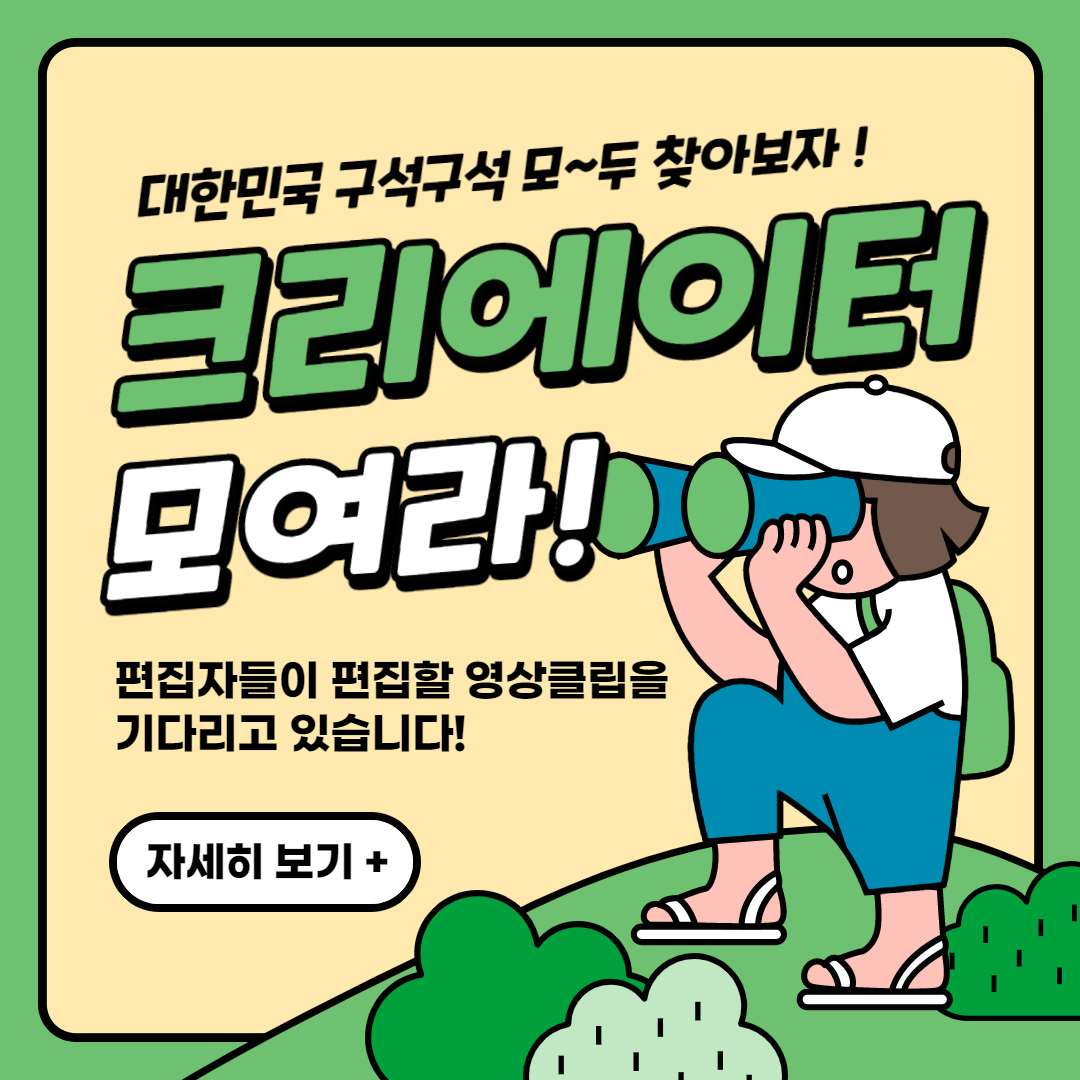 대한민국 구석구석 모~두 찾아보자 !
크리에이터
모여라!
편집자들이 편집할 영상클립을
기다리고 있습니다!
자세히 보기 +